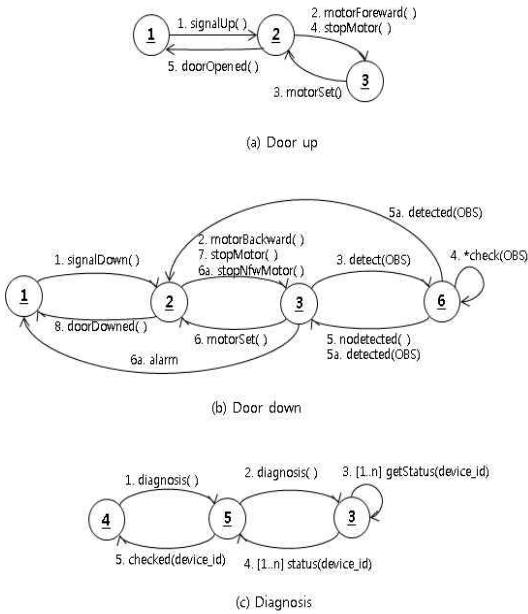 1. signalUp( )
2. motorForeward( )
4. stopMotor( )
1
2
5. doorOpened( )
3
3. motorSet()
(a) Door up
5a. detected(OBS)
2. motorBackward( )
7. stopMotor( )
6a. stopNfwMotor( )
1. signalDown( )
3. detect(OBS)
4. *check(OBS)
1
2
3
6
8. doorDowned( )
6. motorSet( )
5. nodetected( )
5a. detected(OBS)
6a. alarm
(b) Door down
1. diagnosis( )
2. diagnosis( )
3. [1..n] getStatus(device_id)
4
5
3
5. checked(device_id)
4. [1..n] status(device_id)
(c) Diagnosis